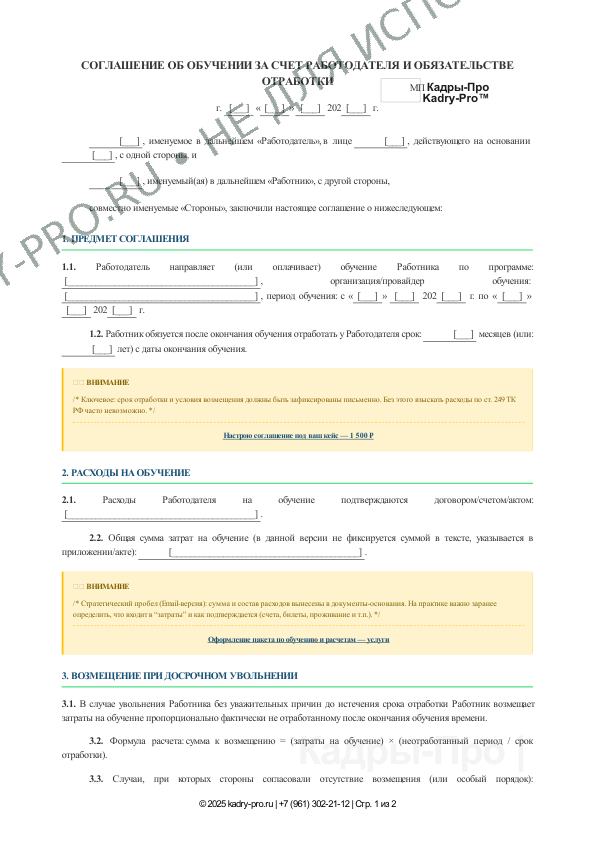 СОГЛАШЕНИЕ ОБ ОБУЧЕНИИ ЗА СЧЕТ РАБОТОДАТЕЛЯ И ОБЯЗАТЕЛЬСТВЕ
ОТРАБОТКИ
МП Кадры-Про
Kadry-Pro™
г. [___] « [___] » [___] 202 [___] г.
[___] , именуемое в дальнейшем «Работодатель», в лице [___] , действующего на основании
[___] , с одной стороны, и
[___] , именуемый(ая) в дальнейшем «Работник», с другой стороны,
совместно именуемые «Стороны», заключили настоящее соглашение о нижеследующем:
Y-PRO.RU • НЕ ДЛЯ ИСПО
1. ПРЕДМЕТ СОГЛАШЕНИЯ
1.1. Работодатель направляет (или оплачивает) обучение Работника по программе:
[___________________________________] , организация/провайдер обучения:
[___________________________________] , период обучения: с « [___] » [___] 202 [___] г. по « [___] »
[___] 202 [___] г.
1.2. Работник обязуется после окончания обучения отработать у Работодателя срок: [___] месяцев (или:
[___] лет) с даты окончания обучения.
ВНИМАНИЕ
/* Ключевое: срок отработки и условия возмещения должны быть зафиксированы письменно. Без этого взыскать расходы по ст. 249 ТК
РФ часто невозможно. */
Настрою соглашение под ваш кейс — 1 500 ₽
2. РАСХОДЫ НА ОБУЧЕНИЕ
2.1. Расходы Работодателя на обучение подтверждаются договором/счетом/актом:
[___________________________________] .
2.2. Общая сумма затрат на обучение (в данной версии не фиксируется суммой в тексте, указывается в
приложении/акте): [___________________________________] .
ВНИМАНИЕ
/* Стратегический пробел (Email-версия): сумма и состав расходов вынесены в документы-основания. На практике важно заранее
определить, что входит в “затраты” и как подтверждается (счета, билеты, проживание и т.п.). */
Оформление пакета по обучению и расчетам — услуги
3. ВОЗМЕЩЕНИЕ ПРИ ДОСРОЧНОМ УВОЛЬНЕНИИ
3.1. В случае увольнения Работника без уважительных причин до истечения срока отработки Работник возмещает
затраты на обучение пропорционально фактически не отработанному после окончания обучения времени.
3.2. Формула расчета: сумма к возмещению = (затраты на обучение) × (неотработанный период / срок
отработки).
Кадры-Про |
3.3. Случаи, при которых стороны согласовали отсутствие возмещения (или особый порядок):
© 2025 kadry-pro.ru | +7 (961) 302-21-12 | Стр. 1 из 2